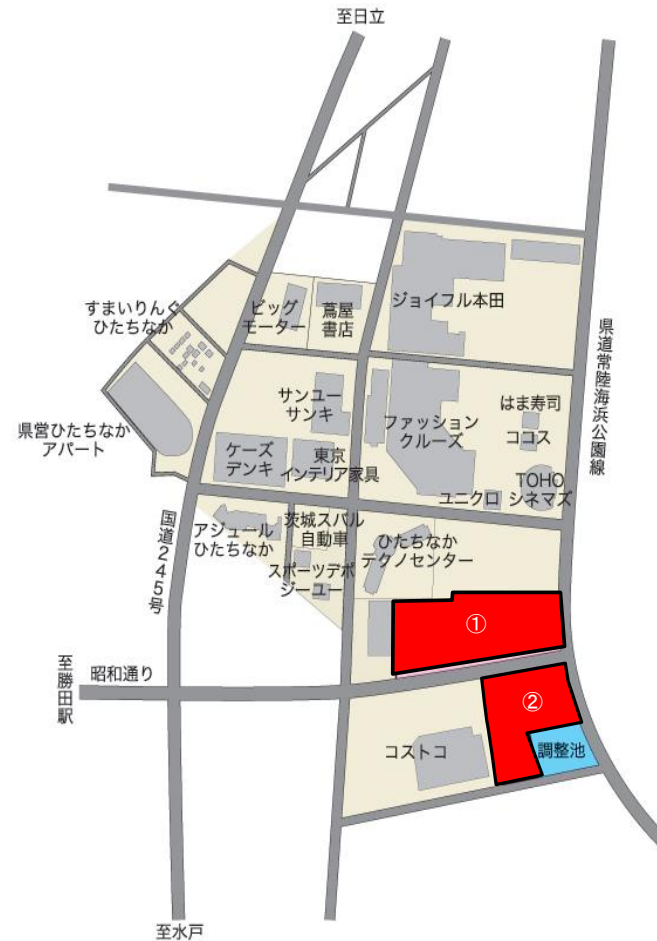 至日立
すまいりんぐ
ひたちなか
ビッグ
モーター
蔦屋
書店
ジョイフル本田
県道常陸海浜公園線
県営ひたちなか
アパート
サンユー
サンキ
ファッション
クルーズ
はま寿司
ココス
ケーズ
デンキ
東京
インテリア家具
ユニクロ
TOHO
シネマズ
国道245号
アジュール
ひたちなか
茨城スバル
自動車
スポーツデポ
ジーユー
ひたちなか
テクノセンター
①
至勝田駅
昭和通り
②
コストコ
調整池
至水戸